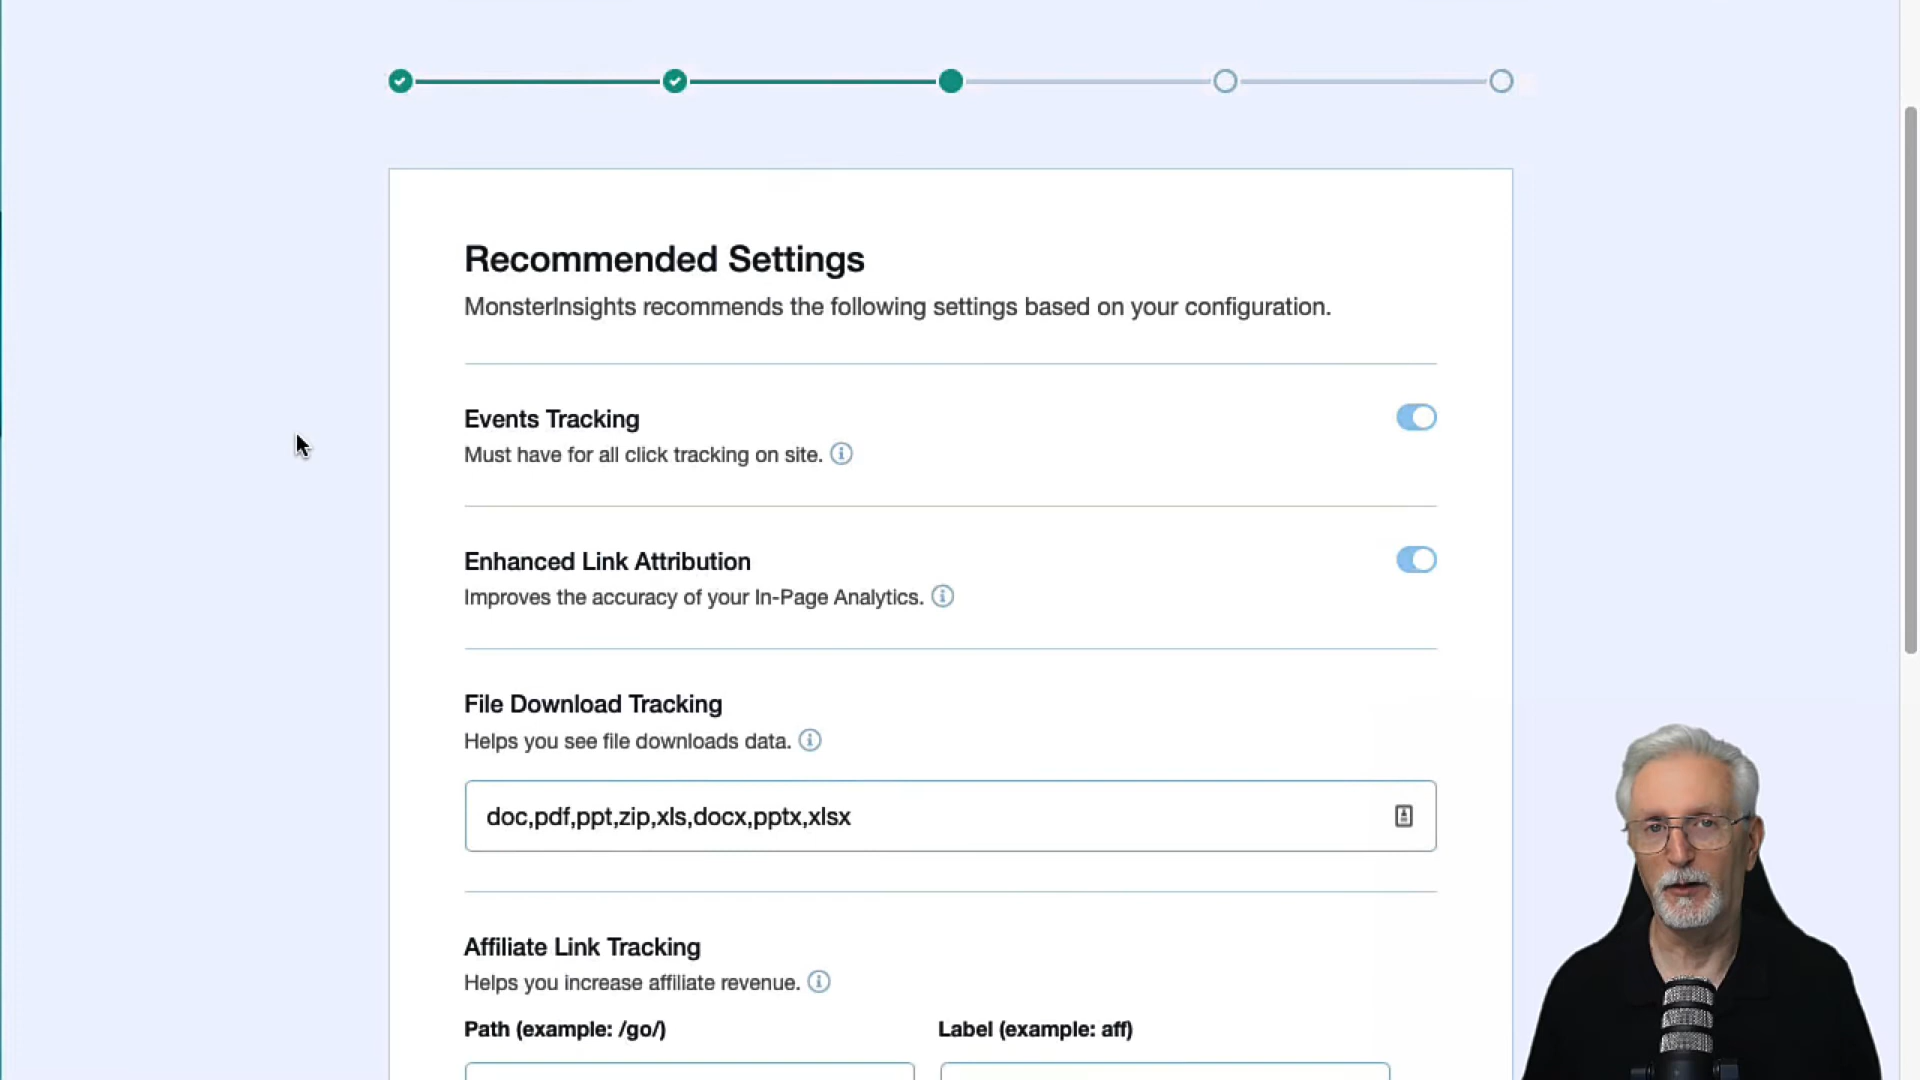 Recommended Settings
MonsterInsights recommends the following settings based on your configuration.
Events Tracking
Must have for all click tracking on site.
Enhanced Link Attribution
Improves the accuracy of your In-Page Analytics.
File Download Tracking
Helps you see file downloads data.
doc,pdf,ppt,zip,xls,docx,pptx,xlsx
Affiliate Link Tracking
Helps you increase affiliate revenue.
Path (example: /go/)
Label (example: aff)